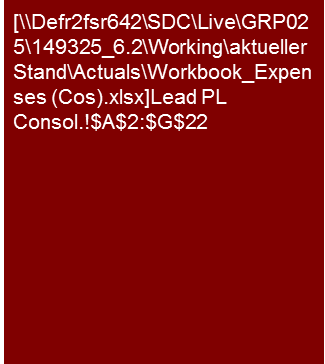 [\\Defr2fsr642\SDC\Live\GRP02
5\149325_6.2\Working\aktueller
Stand\Actuals\Workbook_Expen
ses (Cos).xlsx]Lead PL
Consol.!$A$2:$G$22